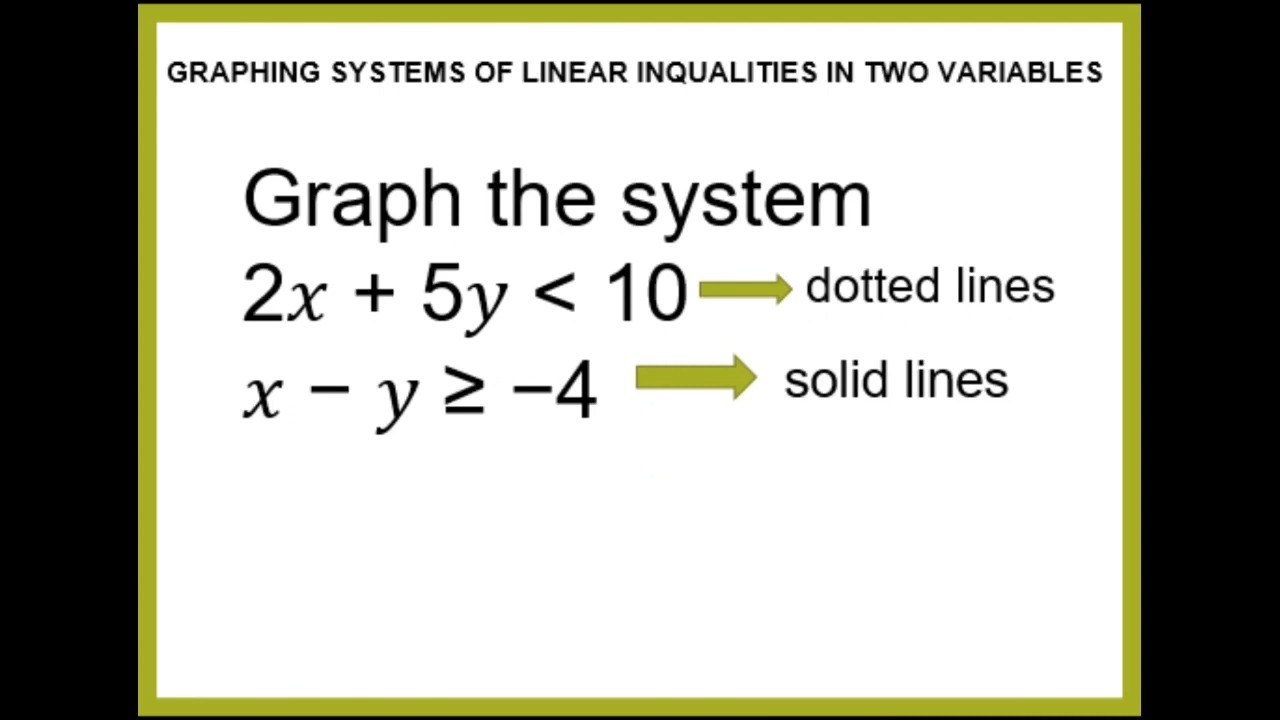 GRAPHING SYSTEMS OF LINEAR INQUALITIES IN TWO VARIABLES
Graph the system
2𝑥 + 5𝑦 < 10 dotted lines
𝑥 − 𝑦 ≥ −4 solid lines